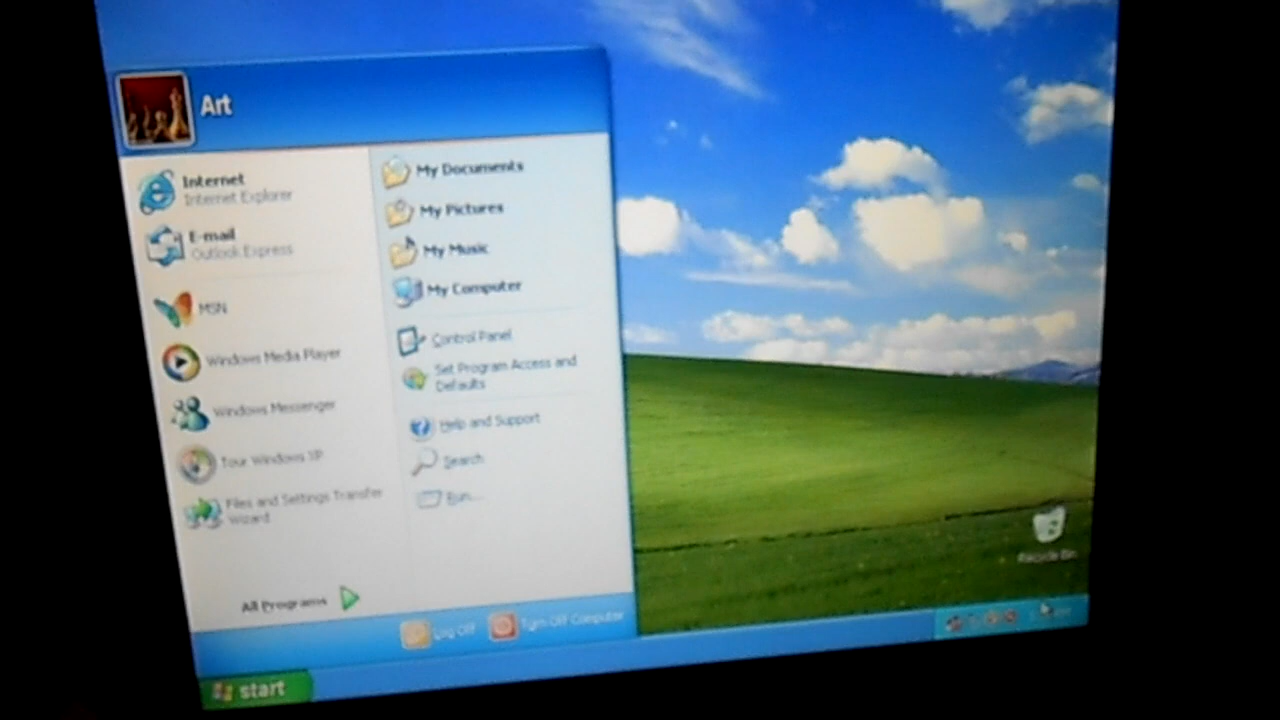 Art
Internet
Internet Explorer
E-mail
Outlook Express
MSN
Windows Media Player
Windows Messenger
Tour Windows XP
Files and Settings Transfer
Wizard
All Programs
My Documents
My Pictures
My Music
My Computer
Control Panel
Set Program Access and
Defaults
Help and Support
Search
Run...
Log Off
Turn Off Computer
Recycle Bin
start